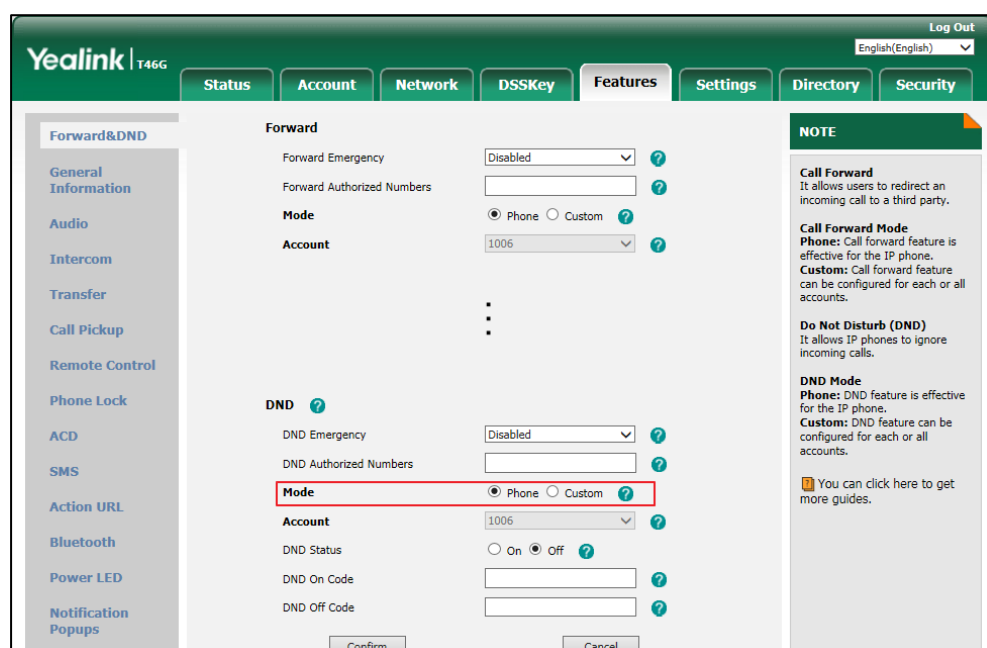 Log Out
Yealink T46G
English(English)
Status Account Network DSSKey Features Settings Directory Security
Forward&DND
General
Information
Audio
Intercom
Transfer
Call Pickup
Remote Control
Phone Lock
ACD
SMS
Action URL
Bluetooth
Power LED
Notification
Popups
Forward
Forward Emergency Disabled ?
Forward Authorized Numbers ?
Mode Phone Custom ?
Account 1006 ?
DND ?
DND Emergency Disabled ?
DND Authorized Numbers ?
Mode Phone Custom ?
Account 1006 ?
DND Status On Off ?
DND On Code ?
DND Off Code ?
Confirm Cancel
NOTE
Call Forward
It allows users to redirect an
incoming call to a third party.
Call Forward Mode
Phone: Call forward feature is
effective for the IP phone.
Custom: Call forward feature
can be configured for each or all
accounts.
Do Not Disturb (DND)
It allows IP phones to ignore
incoming calls.
DND Mode
Phone: DND feature is effective
for the IP phone.
Custom: DND feature can be
configured for each or all
accounts.
? You can click here to get
more guides.